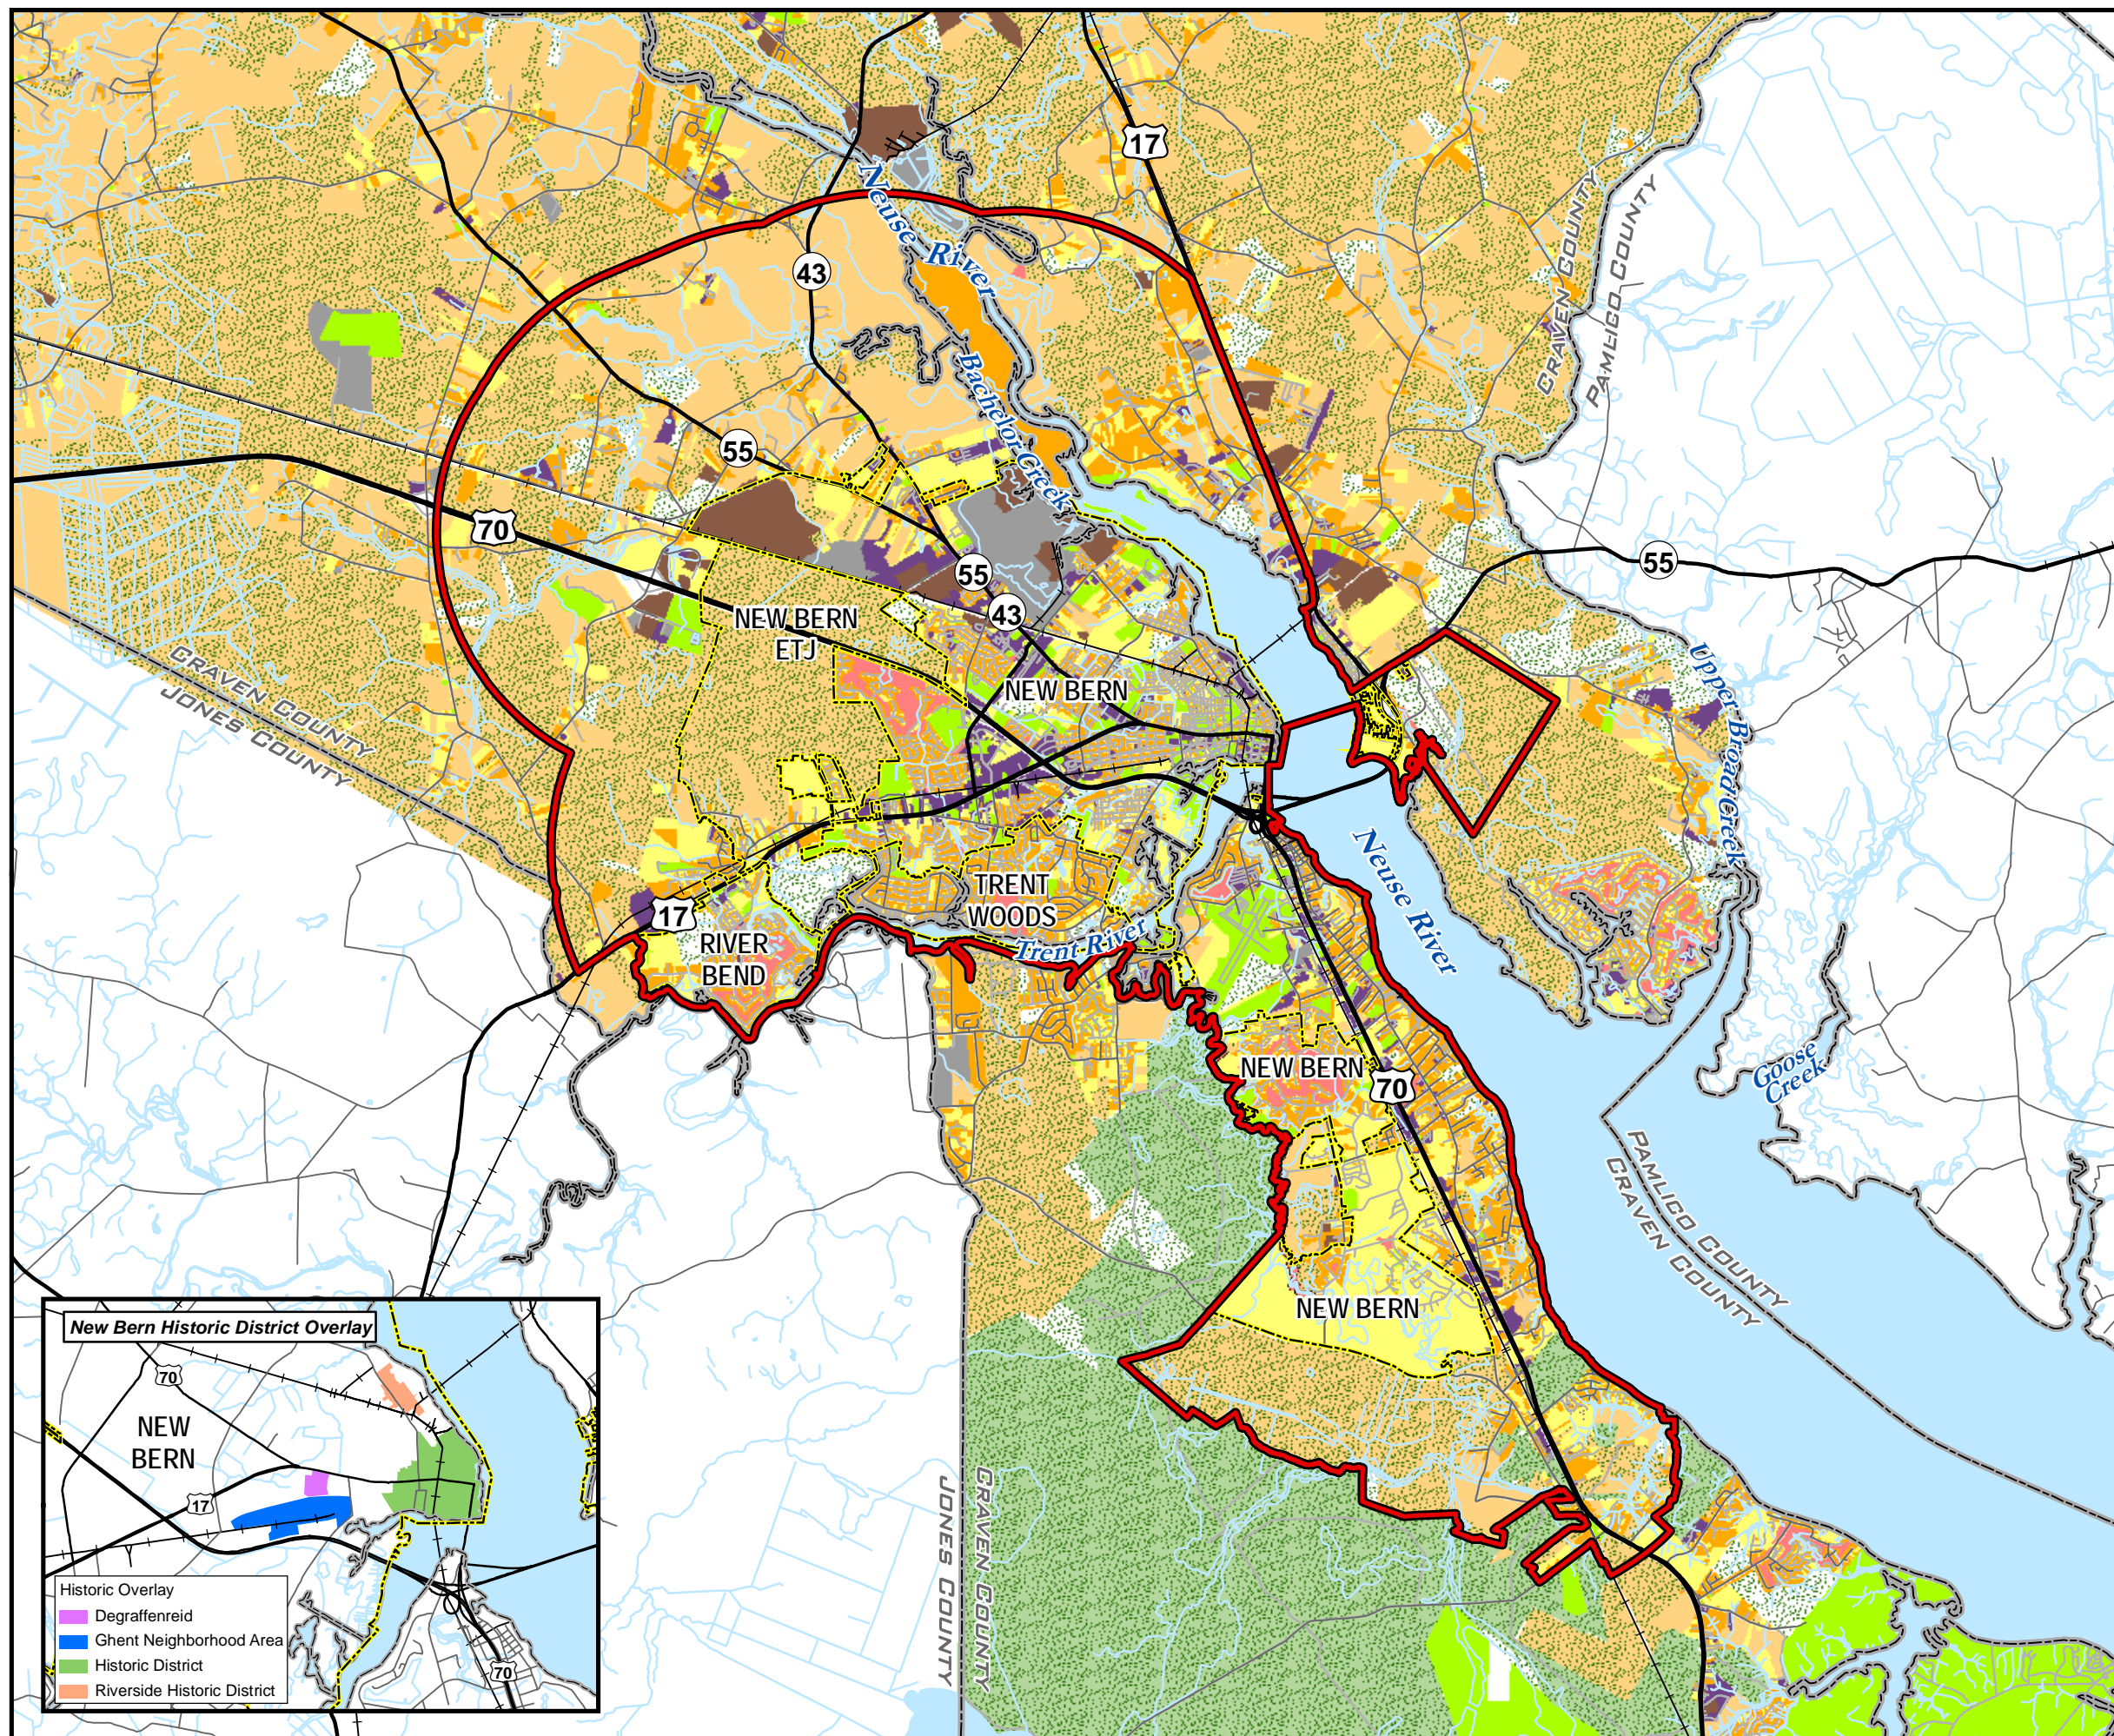 17
Neuse River
43
CRAVEN COUNTY
PAMLICO COUNTY
Bachelor Creek
55
70
55
55
43
NEW BERN
ETJ
NEW BERN
CRAVEN COUNTY
JONES COUNTY
Upper Broad Creek
Neuse River
TRENT
WOODS
17
RIVER
BEND
Trent River
NEW BERN
70
Goose
Creek
PAMLICO COUNTY
CRAVEN COUNTY
NEW BERN
JONES COUNTY
CRAVEN COUNTY
New Bern Historic District Overlay
70
NEW
BERN
17
Historic Overlay
Degraffenreid
Ghent Neighborhood Area
Historic District
Riverside Historic District
70